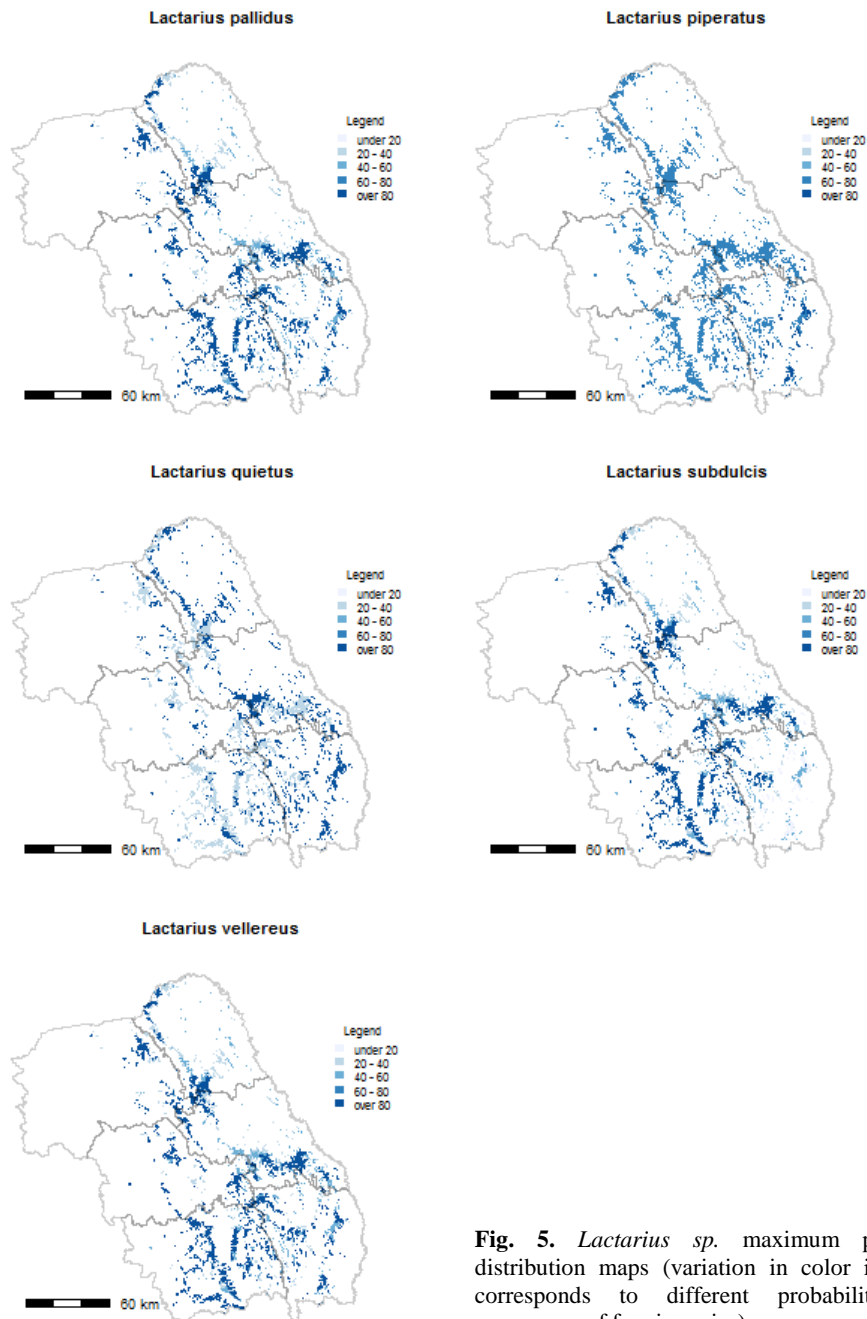 Lactarius pallidus
Lactarius piperatus
Legend
under 20
20 - 40
40 - 60
60 - 80
over 80
60 km
Legend
under 20
20 - 40
40 - 60
60 - 80
over 80
60 km
Lactarius quietus
Lactarius subdulcis
Legend
under 20
20 - 40
40 - 60
60 - 80
over 80
60 km
Legend
under 20
20 - 40
40 - 60
60 - 80
over 80
60 km
Lactarius vellereus
Legend
under 20
20 - 40
40 - 60
60 - 80
over 80
60 km
Fig. 5. Lactarius sp. maximum p
distribution maps (variation in color i
corresponds to different probabilit